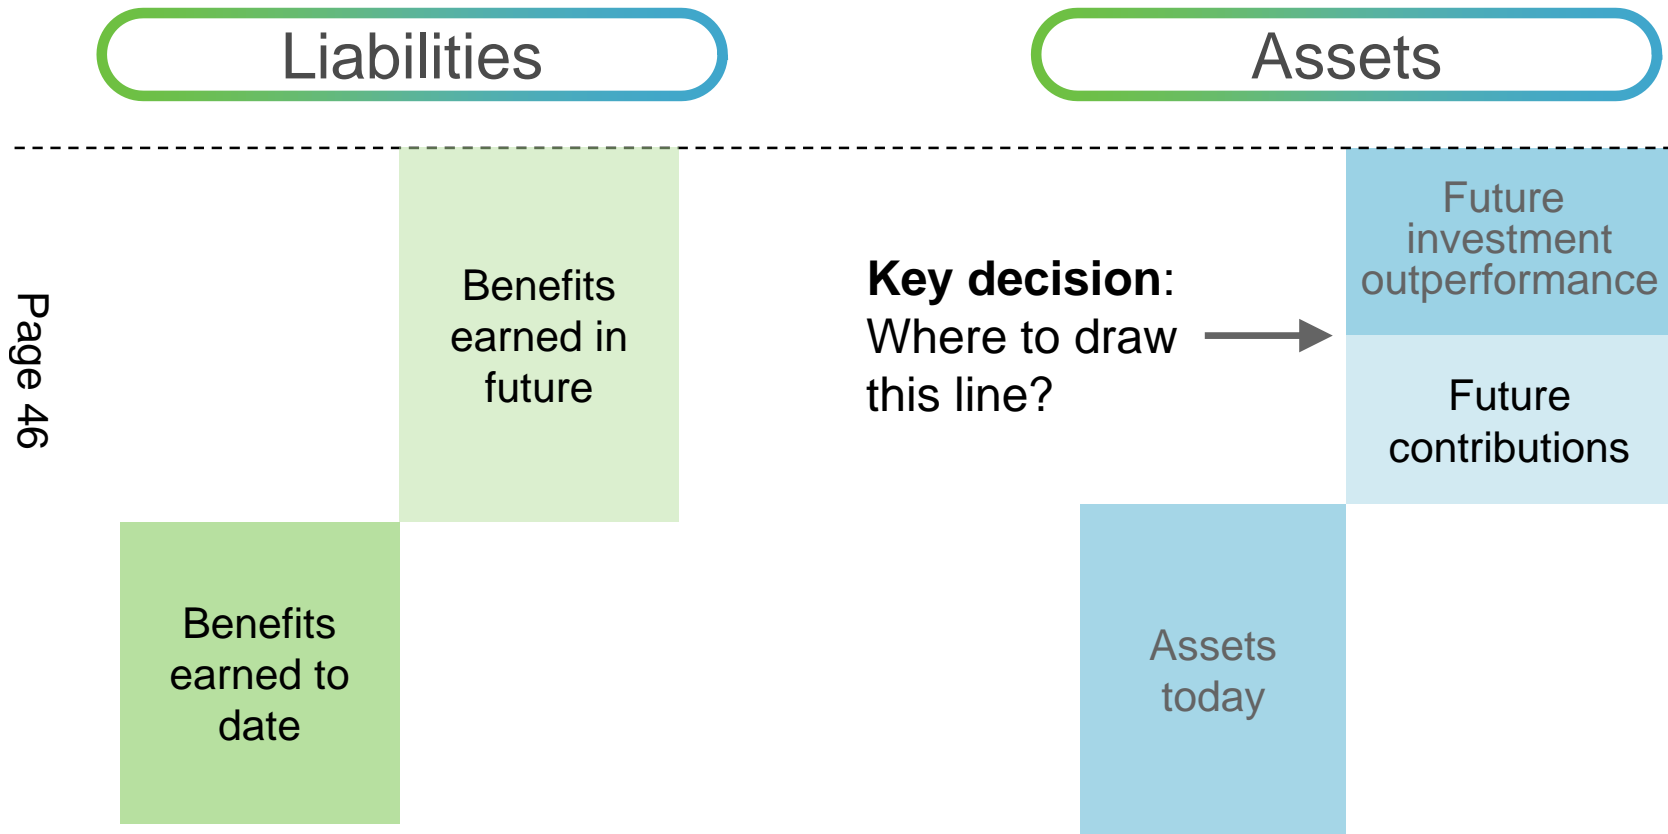 Liabilities
Assets
Page 46
Benefits
earned in
future
Benefits
earned to
date
Key decision:
Where to draw
this line?
Future
investment
outperformance
Future
contributions
Assets
today